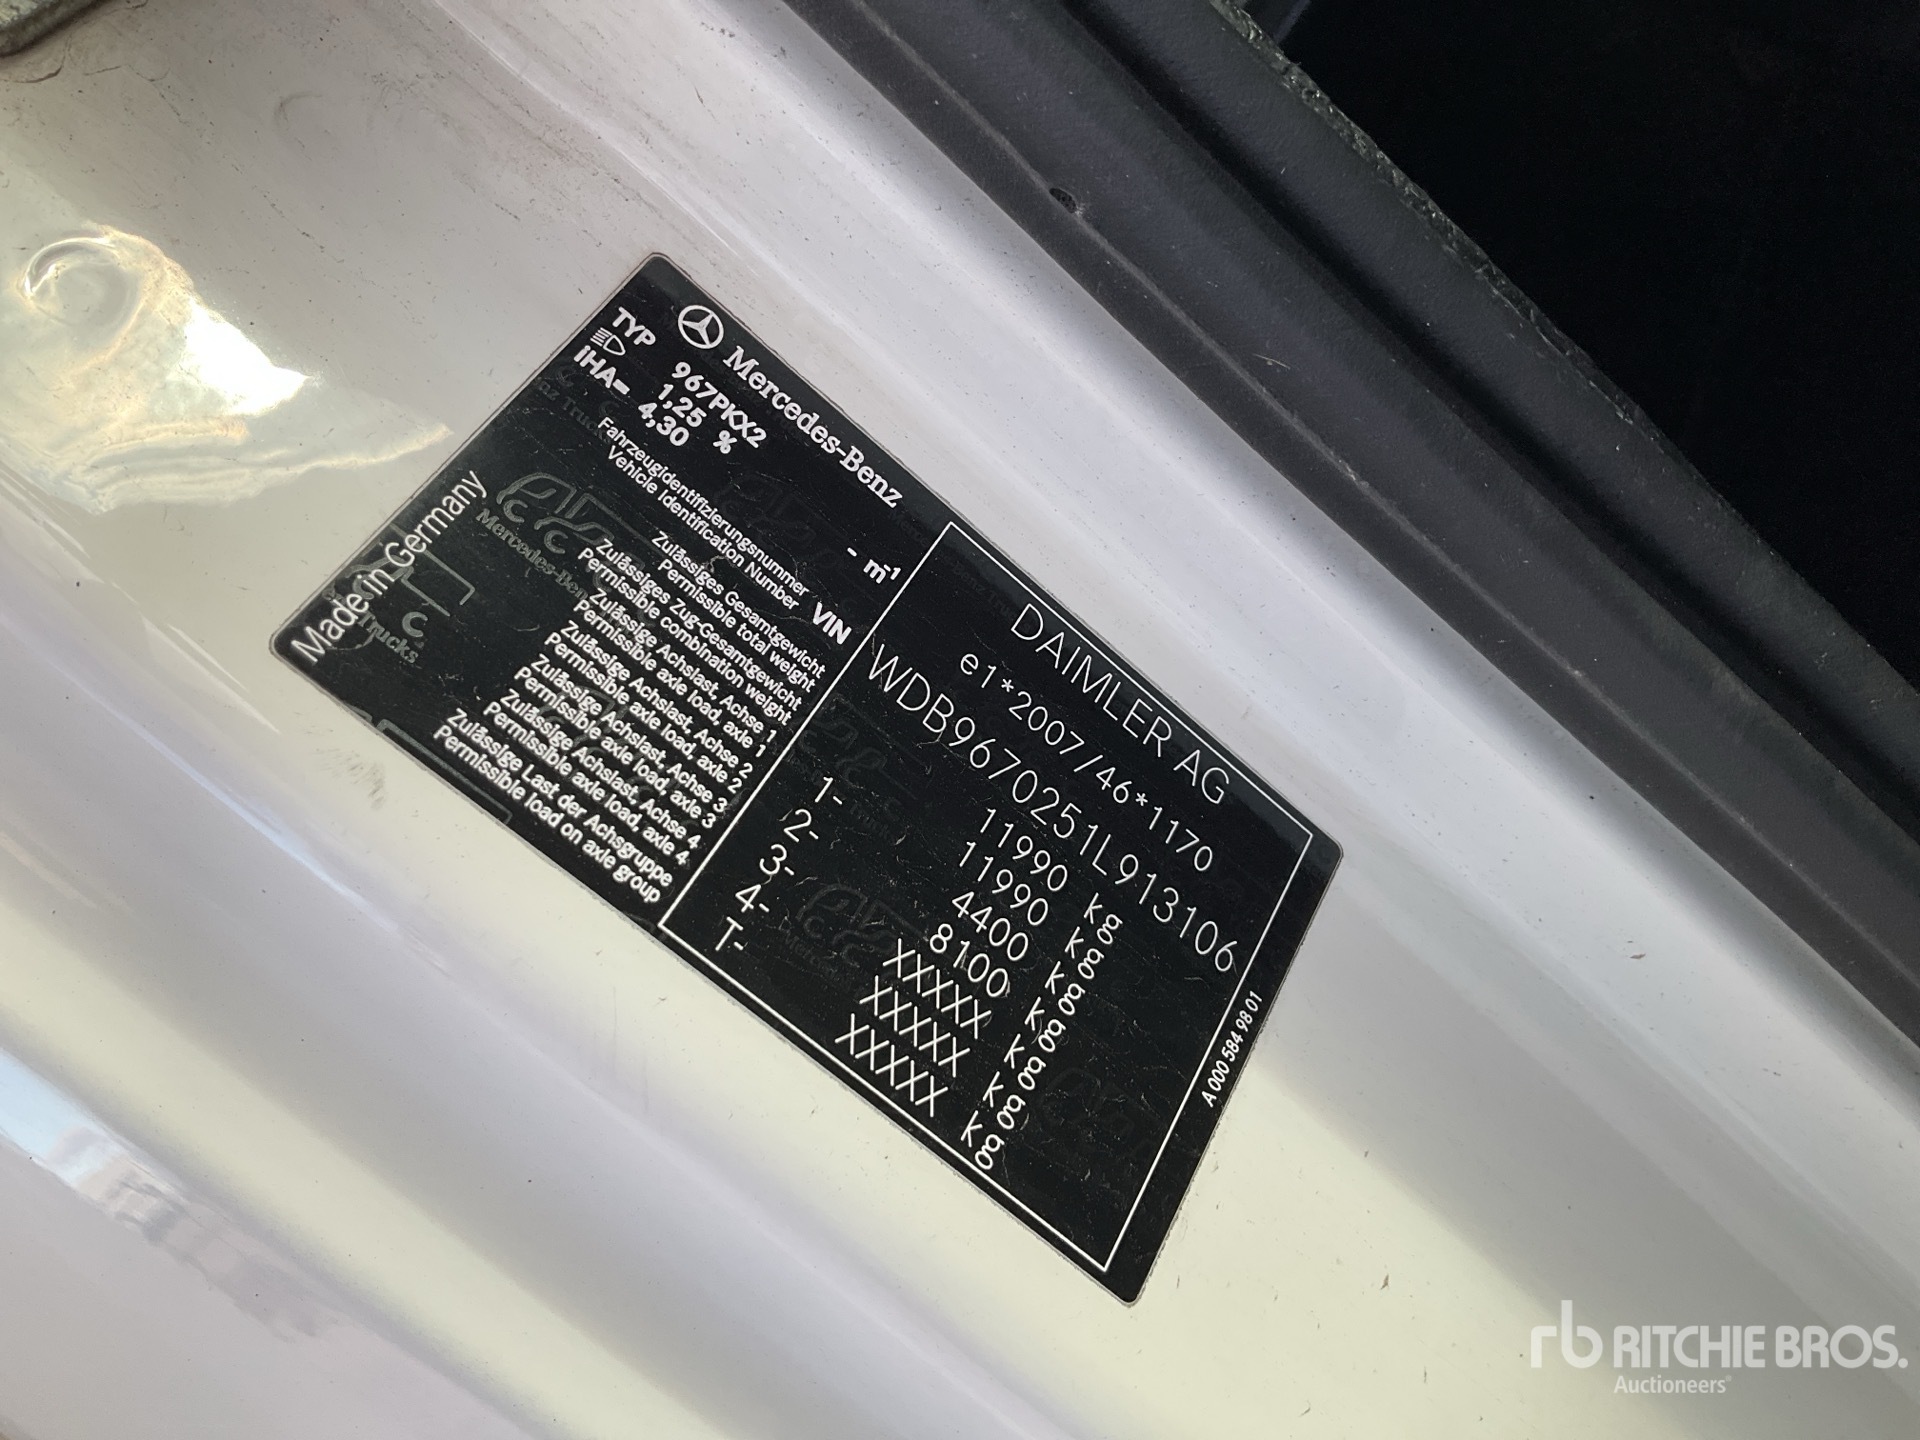 Mercedes-Benz
TYP 967PKX2
1,25 %
iHA= 4,30
- m-1
DAIMLER AG
e1*2007/46*1170
Fahrzeugidentifizierungsnummer
Vehicle Identification Number VIN WDB9670251L913106
Zulässiges Gesamtgewicht
Permissible total weight 11990 kg
Zulässiges Zug-Gesamtgewicht
Permissible combination weight 11990 kg
Zulässige Achslast, Achse 1
Permissible axle load, axle 1 1- 4400 kg
Zulässige Achslast, Achse 2
Permissible axle load, axle 2 2- 8100 kg
Zulässige Achslast, Achse 3
Permissible axle load, axle 3 3- XXXXX kg
Zulässige Achslast, Achse 4
Permissible axle load, axle 4 4- XXXXX kg
Zulässige Last der Achsgruppe
Permissible load on axle group T- XXXXX kg
Made in Germany
A 000 584 98 01
rb RITCHIE BROS.
Auctioneers